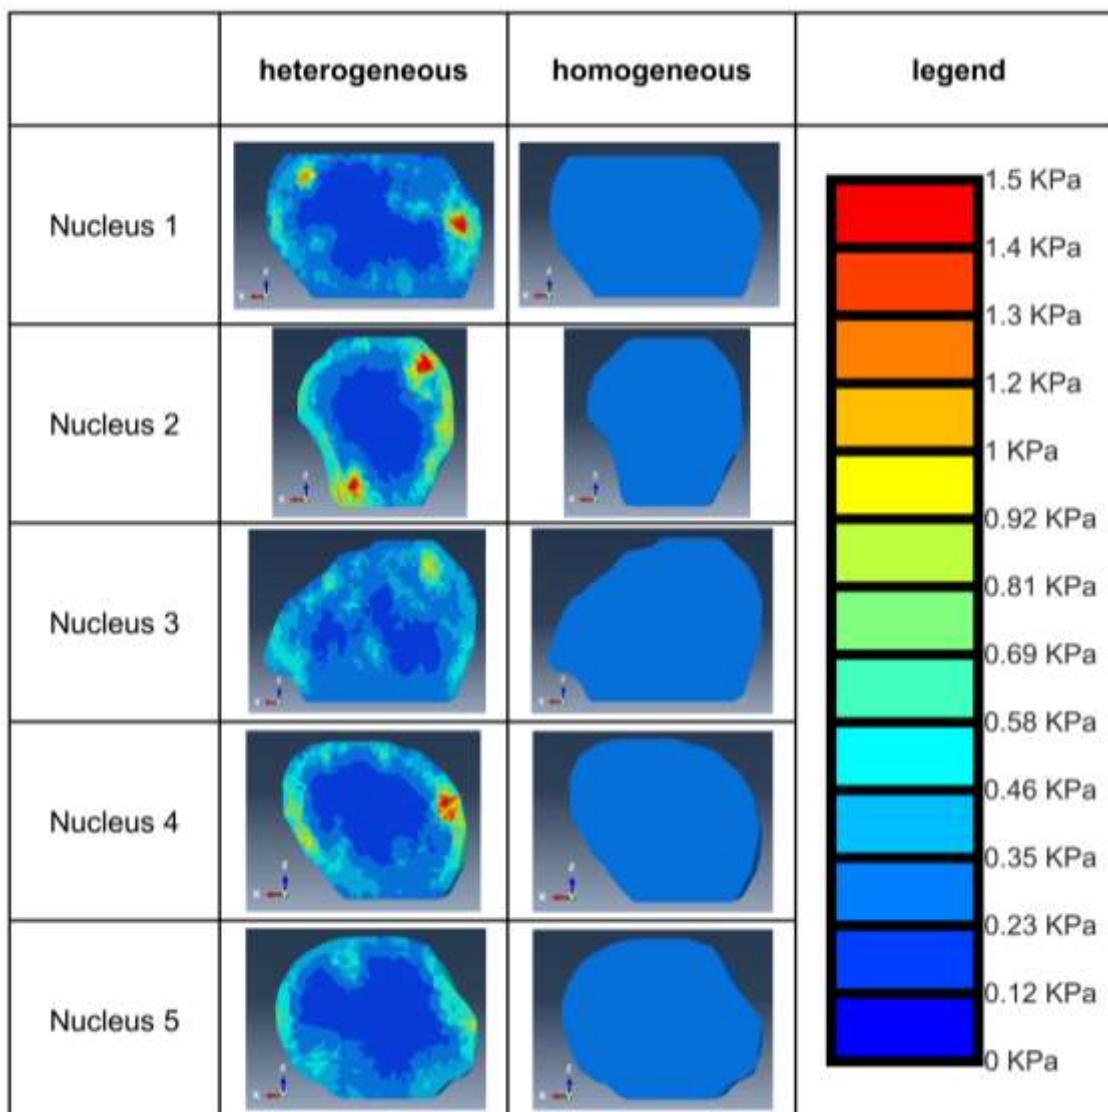 heterogeneous homogeneous legend
Nucleus 1
Nucleus 2
Nucleus 3
Nucleus 4
Nucleus 5
1.5 KPa
1.4 KPa
1.3 KPa
1.2 KPa
1 KPa
0.92 KPa
0.81 KPa
0.69 KPa
0.58 KPa
0.46 KPa
0.35 KPa
0.23 KPa
0.12 KPa
0 KPa